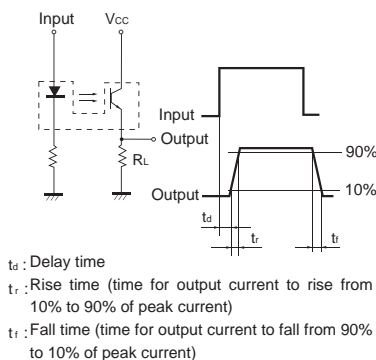 Input
Vcc
Input
Output
RL
90%
Output
10%
td
tr
tf
td : Delay time
tr : Rise time (time for output current to rise from
10% to 90% of peak current)
tf : Fall time (time for output current to fall from 90%
to 10% of peak current)